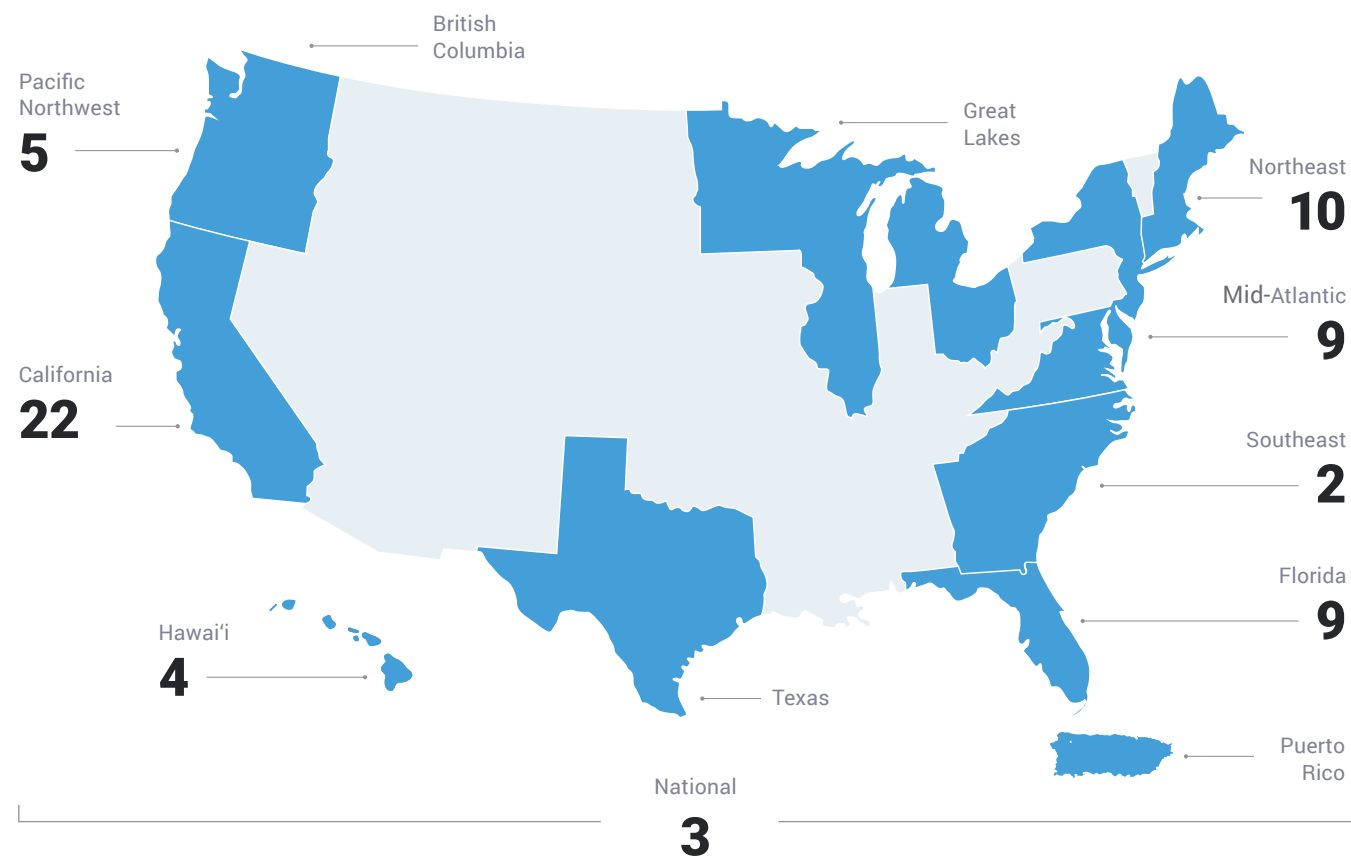 British
Columbia
Pacific
Northwest
5
Great
Lakes
Northeast
10
Mid-Atlantic
9
California
22
Southeast
2
Florida
9
Hawai‘i
4
Texas
Puerto
Rico
National
3